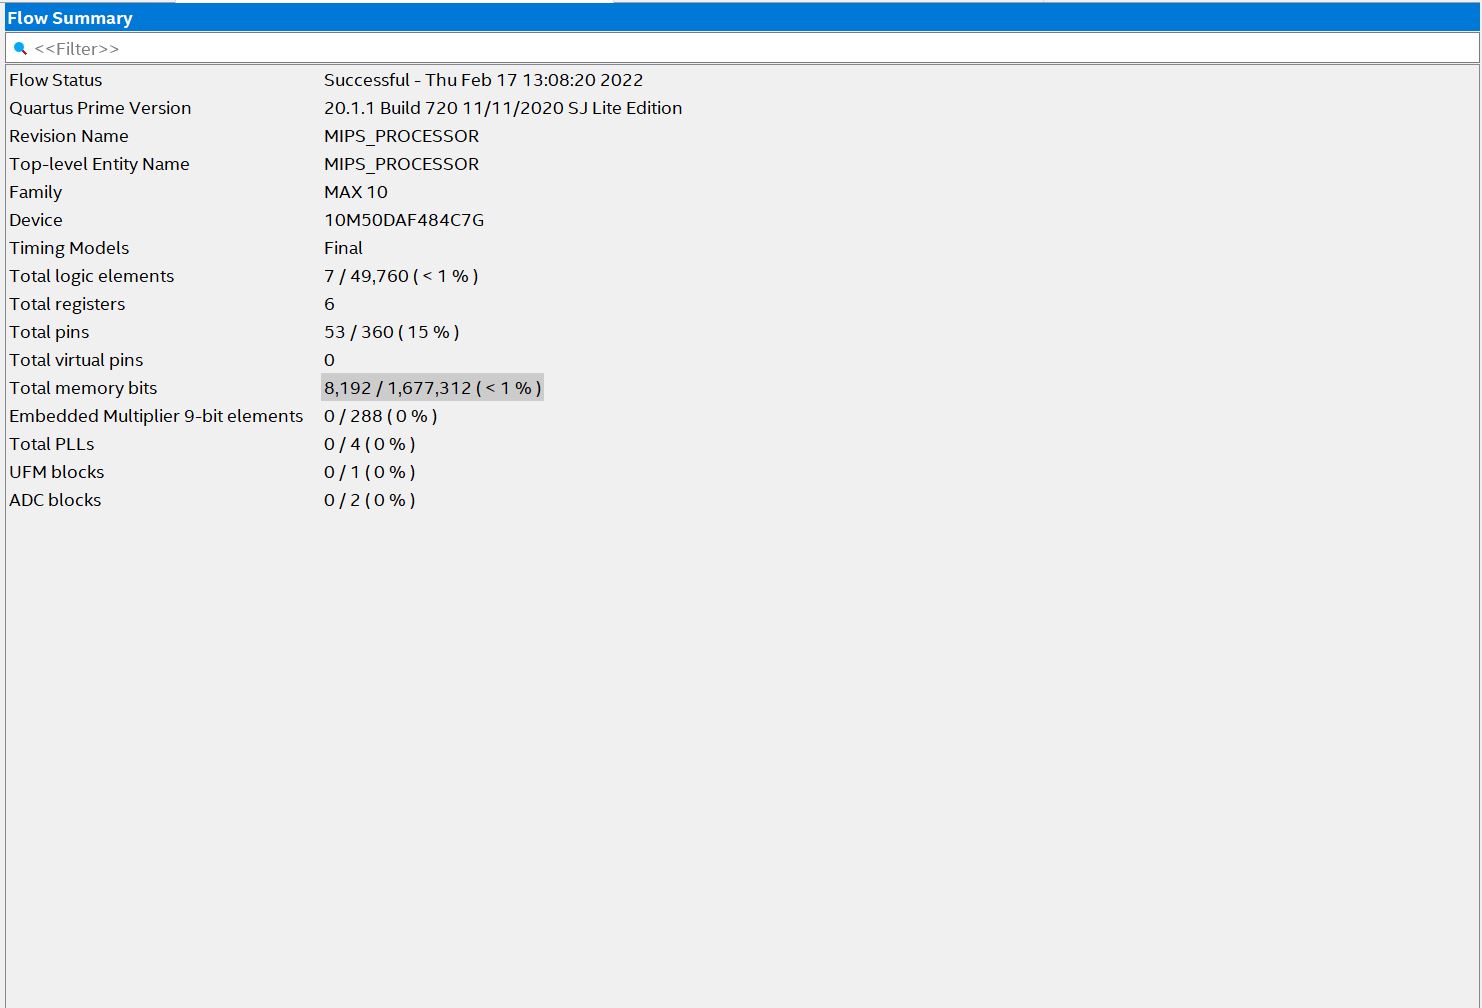 Flow Summary
<<Filter>>
Flow Status Successful - Thu Feb 17 13:08:20 2022
Quartus Prime Version 20.1.1 Build 720 11/11/2020 SJ Lite Edition
Revision Name MIPS_PROCESSOR
Top-level Entity Name MIPS_PROCESSOR
Family MAX 10
Device 10M50DAF484C7G
Timing Models Final
Total logic elements 7 / 49,760 ( < 1 % )
Total registers 6
Total pins 53 / 360 ( 15 % )
Total virtual pins 0
Total memory bits 8,192 / 1,677,312 ( < 1 % )
Embedded Multiplier 9-bit elements 0 / 288 ( 0 % )
Total PLLs 0 / 4 ( 0 % )
UFM blocks 0 / 1 ( 0 % )
ADC blocks 0 / 2 ( 0 % )